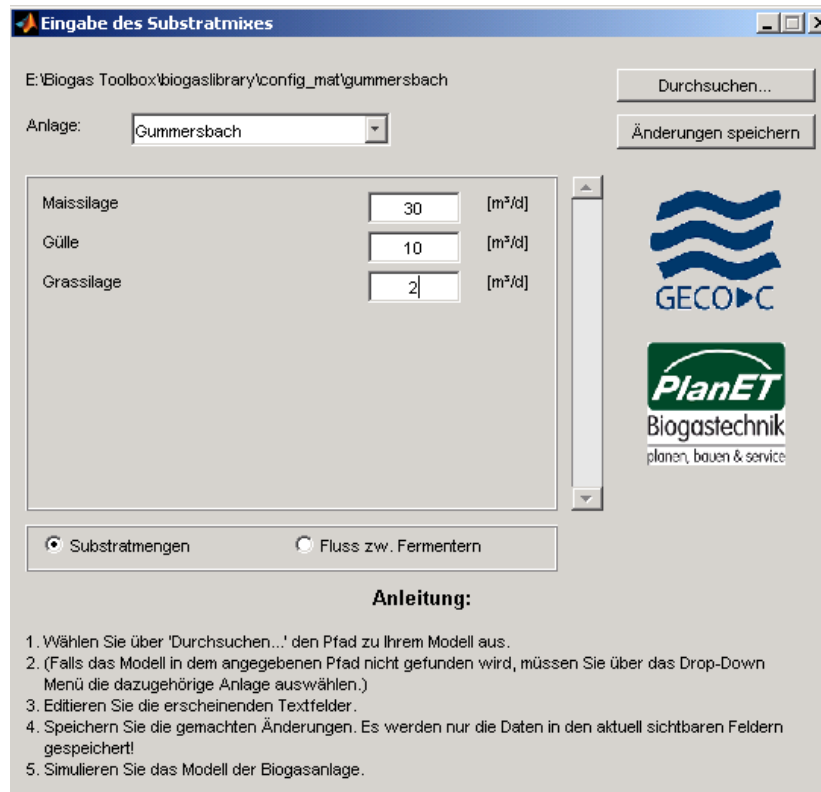 Eingabe des Substratmixes
E:\Biogas Toolbox\biogaslibrary\config_mat\gummersbach
Durchsuchen...
Anlage:
Gummersbach
Änderungen speichern
Maissilage 30 [m³/d]
Gülle 10 [m³/d]
Grassilage 2 [m³/d]
GECO C
PlanET
Biogastechnik
planen, bauen & service
Substratmengen
Fluss zw. Fermentern
Anleitung:
1. Wählen Sie über 'Durchsuchen...' den Pfad zu Ihrem Modell aus.
2. (Falls das Modell in dem angegebenen Pfad nicht gefunden wird, müssen Sie über das Drop-Down
Menü die dazugehörige Anlage auswählen.)
3. Editieren Sie die erscheinenden Textfelder.
4. Speichern Sie die gemachten Änderungen. Es werden nur die Daten in den aktuell sichtbaren Feldern
gespeichert!
5. Simulieren Sie das Modell der Biogasanlage.